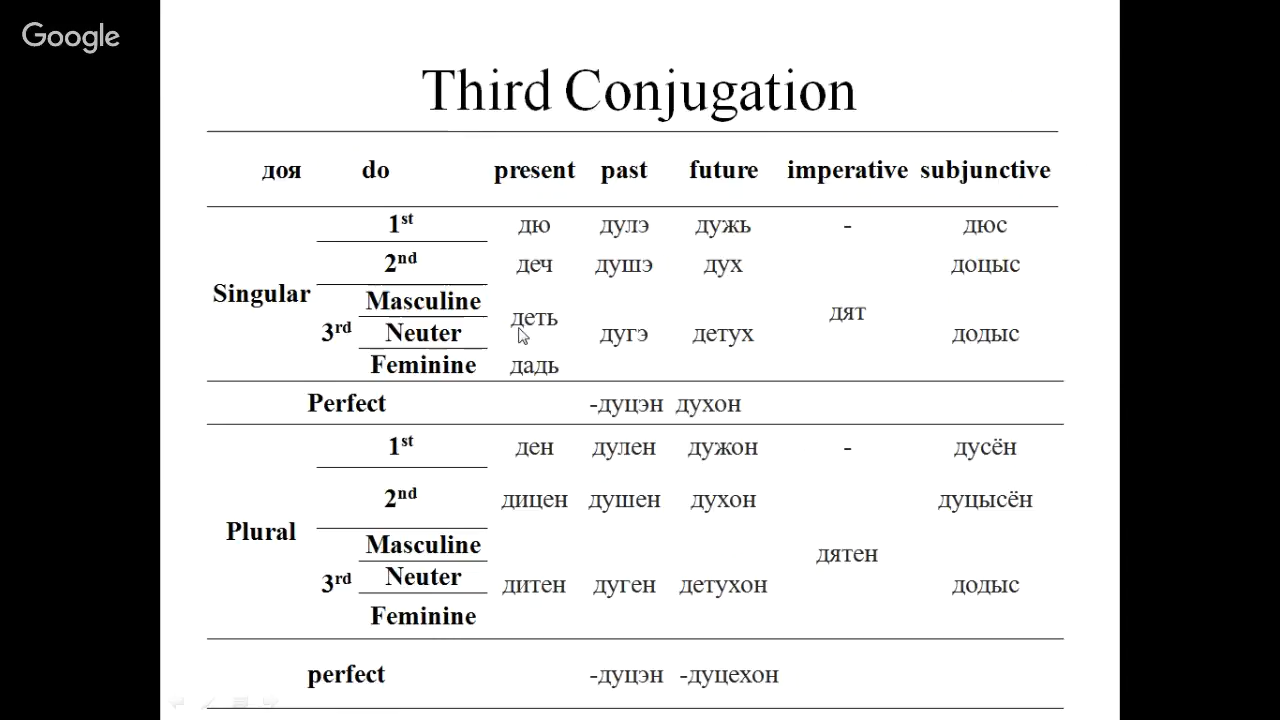 Google
Third Conjugation
доя do present past future imperative subjunctive
1st дю дулэ дужь - дюс
2nd деч душэ дух доцыс
Singular
Masculine
деть
дят
3rd Neuter дугэ детух додыс
Feminine дадь
Perfect -дуцэн духон
1st ден дулен дужон - дусён
2nd дицен душен духон дуцысён
Plural
Masculine
дятен
3rd Neuter дитен дуген детухон додыс
Feminine
perfect -дуцэн -дуцехон